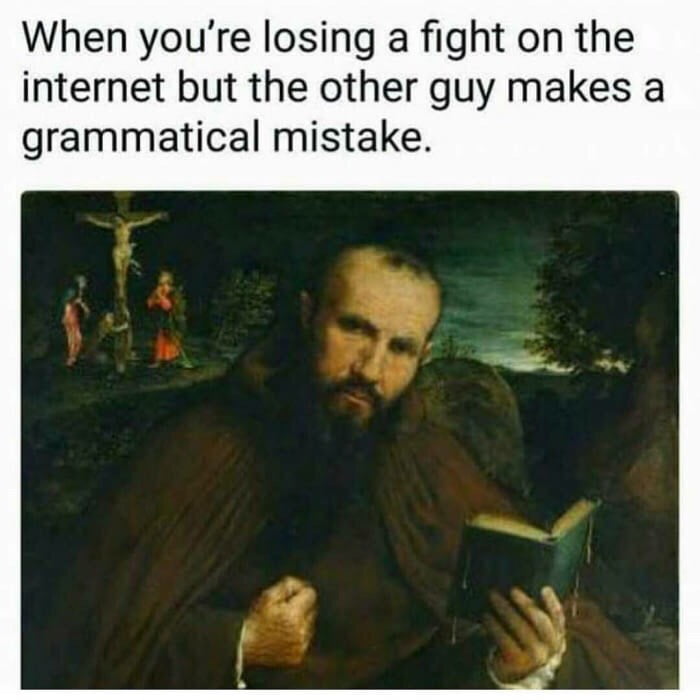 When you're losing a fight on the
internet but the other guy makes a
grammatical mistake.